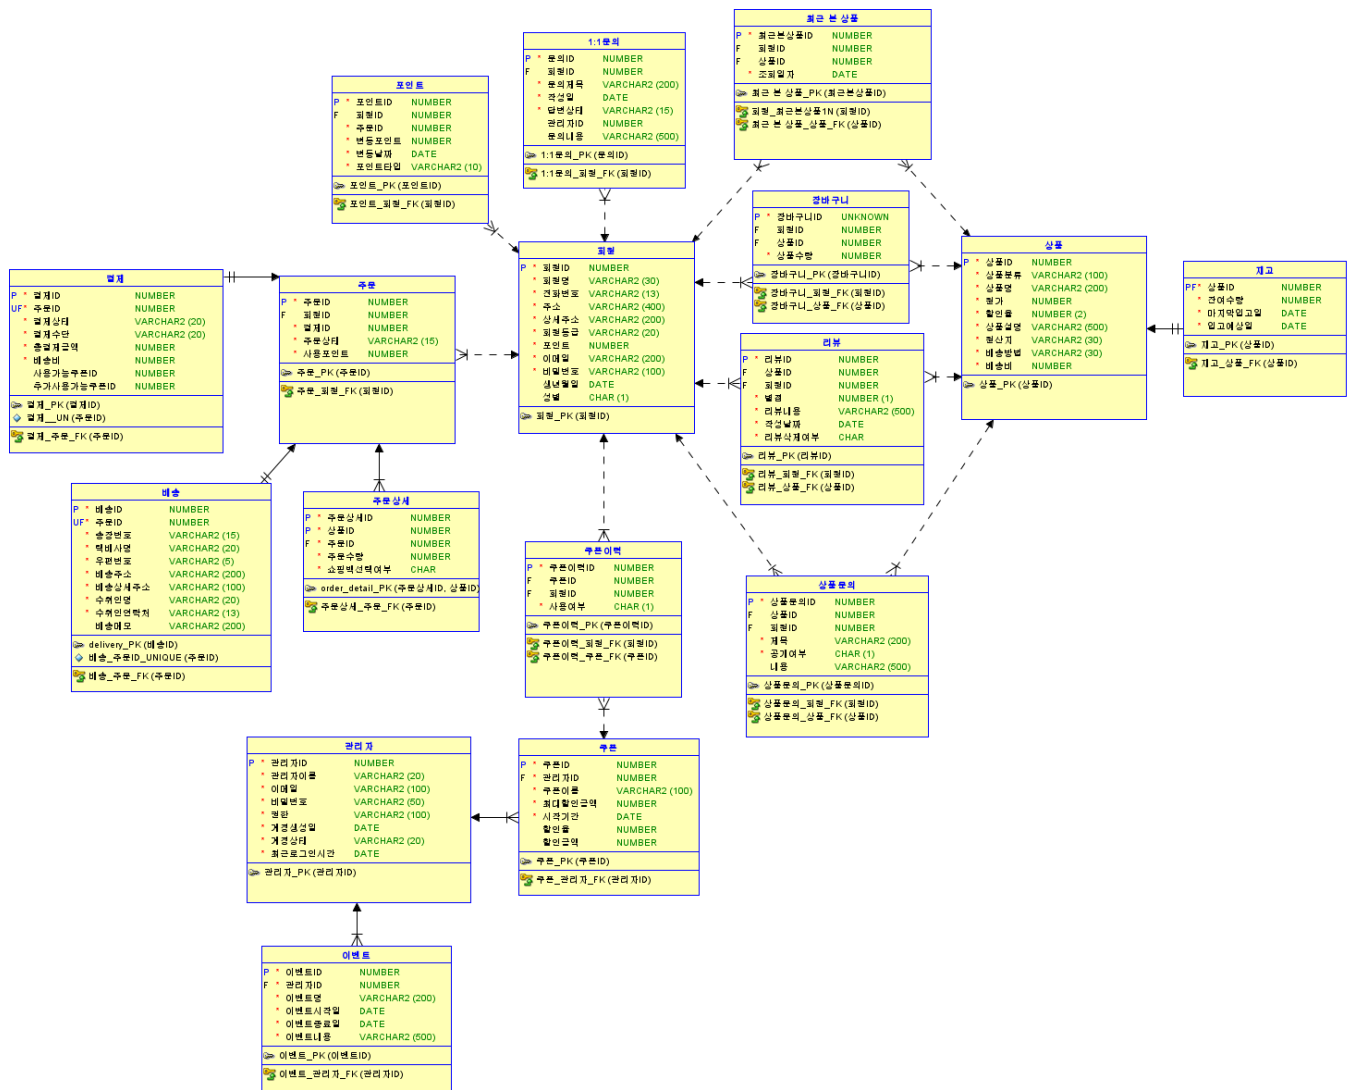 최근 본 상품
P * 최근본상품ID NUMBER
F 회원ID NUMBER
F 상품ID NUMBER
* 조회일자 DATE
최근 본 상품_PK (최근본상품ID)
회원_최근본상품1N (회원ID)
최근 본 상품_상품_FK (상품ID)
1:1문의
P * 문의ID NUMBER
F 회원ID NUMBER
* 문의제목 VARCHAR2 (200)
* 작성일 DATE
* 답변상태 VARCHAR2 (15)
관리자ID NUMBER
문의내용 VARCHAR2 (500)
1:1문의_PK (문의ID)
1:1문의_회원_FK (회원ID)
포인트
P * 포인트ID NUMBER
F 회원ID NUMBER
* 주문ID NUMBER
* 변동포인트 NUMBER
* 변동날짜 DATE
* 포인트타입 VARCHAR2 (10)
포인트_PK (포인트ID)
포인트_회원_FK (회원ID)
장바구니
P * 장바구니ID UNKNOWN
F 회원ID NUMBER
F 상품ID NUMBER
* 상품수량 NUMBER
장바구니_PK (장바구니ID)
장바구니_회원_FK (회원ID)
장바구니_상품_FK (상품ID)
회원
P * 회원ID NUMBER
* 회원명 VARCHAR2 (30)
* 전화번호 VARCHAR2 (13)
* 주소 VARCHAR2 (400)
* 상세주소 VARCHAR2 (200)
* 회원등급 VARCHAR2 (20)
* 포인트 NUMBER
* 이메일 VARCHAR2 (200)
* 비밀번호 VARCHAR2 (100)
생년월일 DATE
성별 CHAR (1)
회원_PK (회원ID)
상품
P * 상품ID NUMBER
* 상품분류 VARCHAR2 (100)
* 상품명 VARCHAR2 (200)
* 정가 NUMBER
* 할인율 NUMBER (2)
* 상품설명 VARCHAR2 (500)
* 원산지 VARCHAR2 (30)
* 배송방법 VARCHAR2 (30)
* 배송비 NUMBER
상품_PK (상품ID)
재고
PF* 상품ID NUMBER
* 잔여수량 NUMBER
* 마지막입고일 DATE
* 입고예상일 DATE
재고_PK (상품ID)
재고_상품_FK (상품ID)
결제
P * 결제ID NUMBER
UF* 주문ID NUMBER
* 결제상태 VARCHAR2 (20)
* 결제수단 VARCHAR2 (20)
* 총결제금액 NUMBER
* 배송비 NUMBER
사용가능쿠폰ID NUMBER
추가사용가능쿠폰ID NUMBER
결제_PK (결제ID)
결제__UN (주문ID)
결제_주문_FK (주문ID)
주문
P * 주문ID NUMBER
F 회원ID NUMBER
* 결제ID NUMBER
* 주문상태 VARCHAR2 (15)
* 사용포인트 NUMBER
주문_PK (주문ID)
주문_회원_FK (회원ID)
리뷰
P * 리뷰ID NUMBER
F 상품ID NUMBER
F 회원ID NUMBER
* 별점 NUMBER (1)
* 리뷰내용 VARCHAR2 (500)
* 작성날짜 DATE
* 리뷰삭제여부 CHAR
리뷰_PK (리뷰ID)
리뷰_회원_FK (회원ID)
리뷰_상품_FK (상품ID)
배송
P * 배송ID NUMBER
UF* 주문ID NUMBER
* 송장번호 VARCHAR2 (15)
* 택배사명 VARCHAR2 (20)
* 우편번호 VARCHAR2 (5)
* 배송주소 VARCHAR2 (200)
* 배송상세주소 VARCHAR2 (100)
* 수취인명 VARCHAR2 (20)
* 수취인연락처 VARCHAR2 (13)
배송메모 VARCHAR2 (200)
delivery_PK (배송ID)
배송_주문ID_UNIQUE (주문ID)
배송_주문_FK (주문ID)
주문상세
P * 주문상세ID NUMBER
P * 상품ID NUMBER
F * 주문ID NUMBER
* 주문수량 NUMBER
* 쇼핑백선택여부 CHAR
order_detail_PK (주문상세ID, 상품ID)
주문상세_주문_FK (주문ID)
쿠폰이력
P * 쿠폰이력ID NUMBER
F 쿠폰ID NUMBER
F 회원ID NUMBER
* 사용여부 CHAR (1)
쿠폰이력_PK (쿠폰이력ID)
쿠폰이력_회원_FK (회원ID)
쿠폰이력_쿠폰_FK (쿠폰ID)
상품문의
P * 상품문의ID NUMBER
F 상품ID NUMBER
F 회원ID NUMBER
* 제목 VARCHAR2 (200)
* 공개여부 CHAR (1)
내용 VARCHAR2 (500)
상품문의_PK (상품문의ID)
상품문의_회원_FK (회원ID)
상품문의_상품_FK (상품ID)
관리자
P * 관리자ID NUMBER
* 관리자이름 VARCHAR2 (20)
* 이메일 VARCHAR2 (100)
* 비밀번호 VARCHAR2 (50)
* 권한 VARCHAR2 (100)
* 계정생성일 DATE
* 계정상태 VARCHAR2 (20)
* 최근로그인시간 DATE
관리자_PK (관리자ID)
쿠폰
P * 쿠폰ID NUMBER
F * 관리자ID NUMBER
* 쿠폰이름 VARCHAR2 (100)
* 최대할인금액 NUMBER
* 시작기간 DATE
할인율 NUMBER
할인금액 NUMBER
쿠폰_PK (쿠폰ID)
쿠폰_관리자_FK (관리자ID)
이벤트
P * 이벤트ID NUMBER
F * 관리자ID NUMBER
* 이벤트명 VARCHAR2 (200)
* 이벤트시작일 DATE
* 이벤트종료일 DATE
* 이벤트내용 VARCHAR2 (500)
이벤트_PK (이벤트ID)
이벤트_관리자_FK (관리자ID)